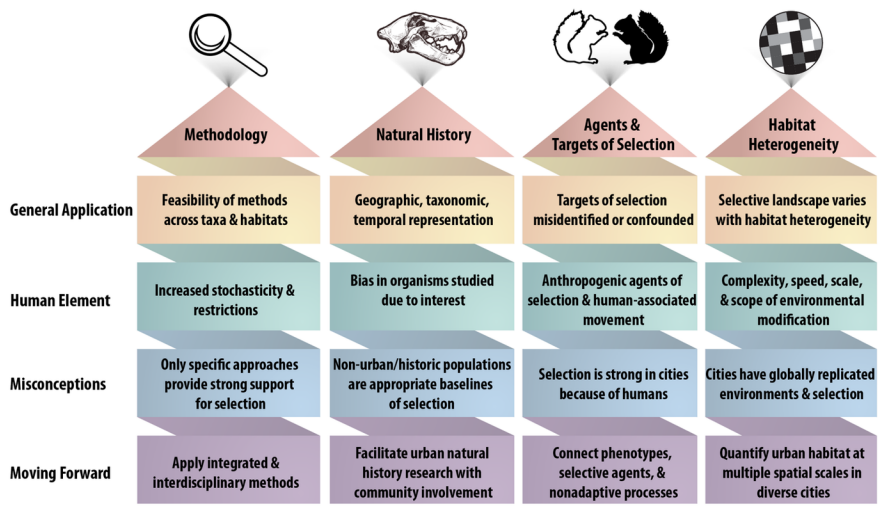 Methodology
Natural History
Agents &
Targets of Selection
Habitat
Heterogeneity
General Application
Feasibility of methods
across taxa & habitats
Geographic, taxonomic,
temporal representation
Targets of selection
misidentified or confounded
Selective landscape varies
with habitat heterogeneity
Human Element
Increased stochasticity &
restrictions
Bias in organisms studied
due to interest
Anthropogenic agents of
selection & human-associated
movement
Complexity, speed, scale,
& scope of environmental
modification
Misconceptions
Only specific approaches
provide strong support
for selection
Non-urban/historic populations
are appropriate baselines
of selection
Selection is strong in cities
because of humans
Cities have globally replicated
environments & selection
Moving Forward
Apply integrated &
interdisciplinary methods
Facilitate urban natural
history research with
community involvement
Connect phenotypes,
selective agents, &
nonadaptive processes
Quantify urban habitat at
multiple spatial scales in
diverse cities